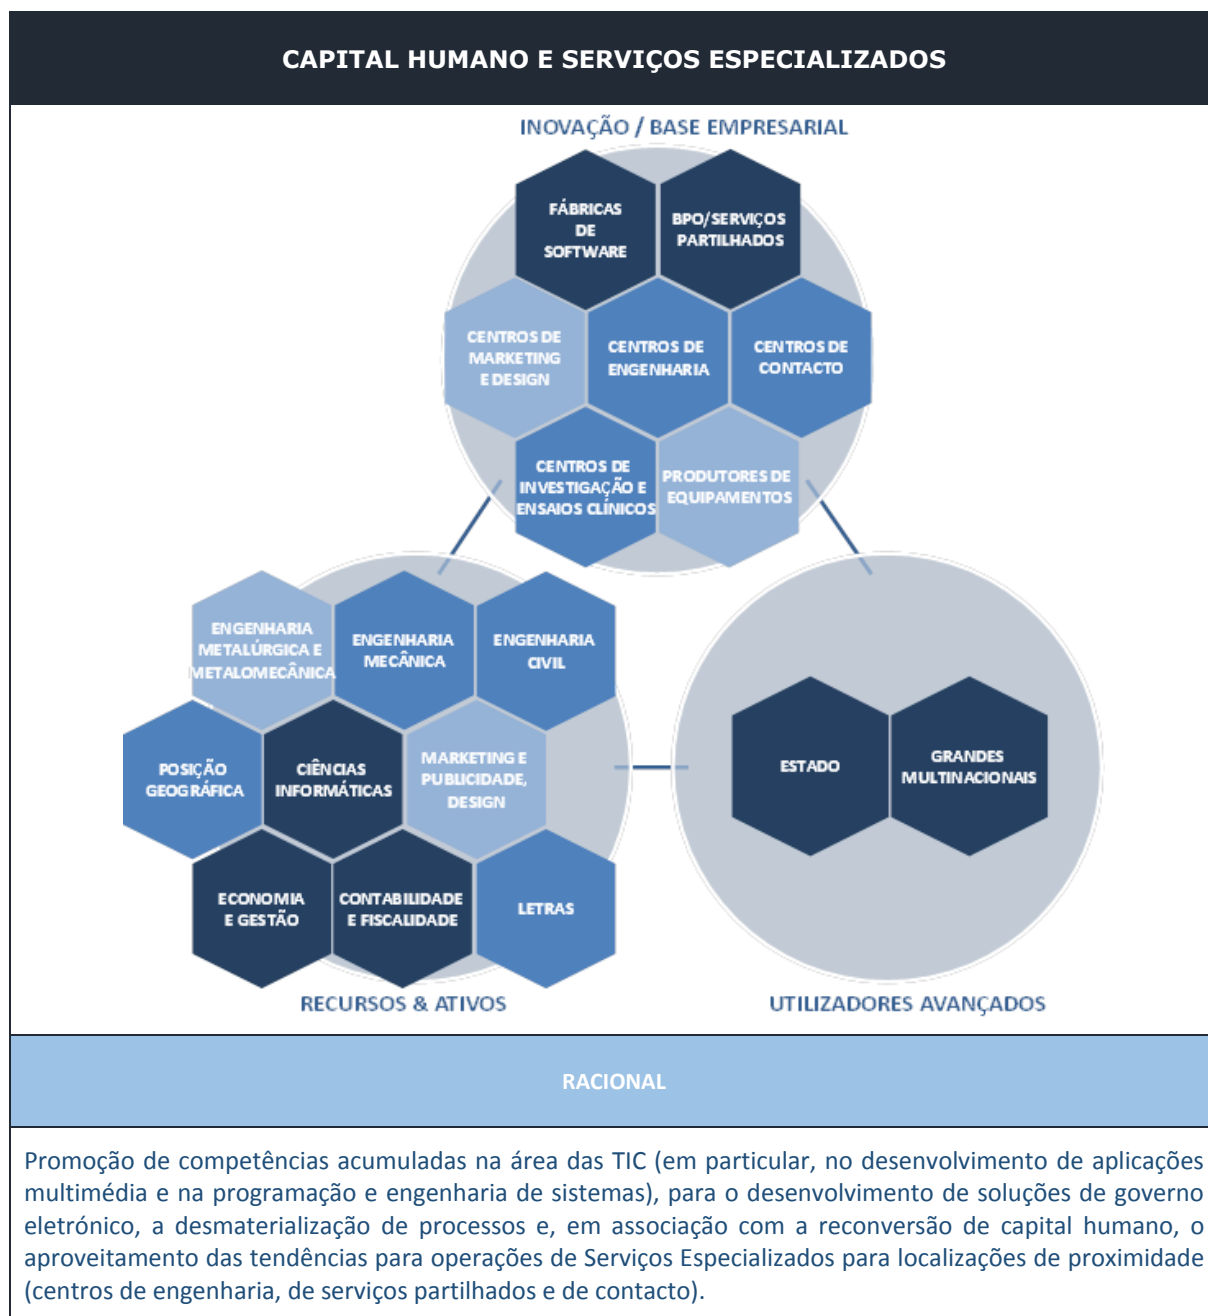 CAPITAL HUMANO E SERVIÇOS ESPECIALIZADOS
INOVAÇÃO / BASE EMPRESARIAL
FÁBRICAS
DE
SOFTWARE
BPO/SERVIÇOS
PARTILHADOS
CENTROS DE
MARKETING
E DESIGN
CENTROS DE
ENGENHARIA
CENTROS DE
CONTACTO
CENTROS DE
INVESTIGAÇÃO E
ENSAIOS CLÍNICOS
PRODUTORES DE
EQUIPAMENTOS
ENGENHARIA
METALÚRGICA E
METALOMECÂNICA
ENGENHARIA
MECÂNICA
ENGENHARIA
CIVIL
POSIÇÃO
GEOGRÁFICA
CIÊNCIAS
INFORMÁTICAS
MARKETING E
PUBLICIDADE,
DESIGN
ECONOMIA
E GESTÃO
CONTABILIDADE
E FISCALIDADE
LETRAS
RECURSOS & ATIVOS
ESTADO
GRANDES
MULTINACIONAIS
UTILIZADORES AVANÇADOS
RACIONAL
Promoção de competências acumuladas na área das TIC (em particular, no desenvolvimento de aplicações
multimédia e na programação e engenharia de sistemas), para o desenvolvimento de soluções de governo
eletrónico, a desmaterialização de processos e, em associação com a reconversão de capital humano, o
aproveitamento das tendências para operações de Serviços Especializados para localizações de proximidade
(centros de engenharia, de serviços partilhados e de contacto).